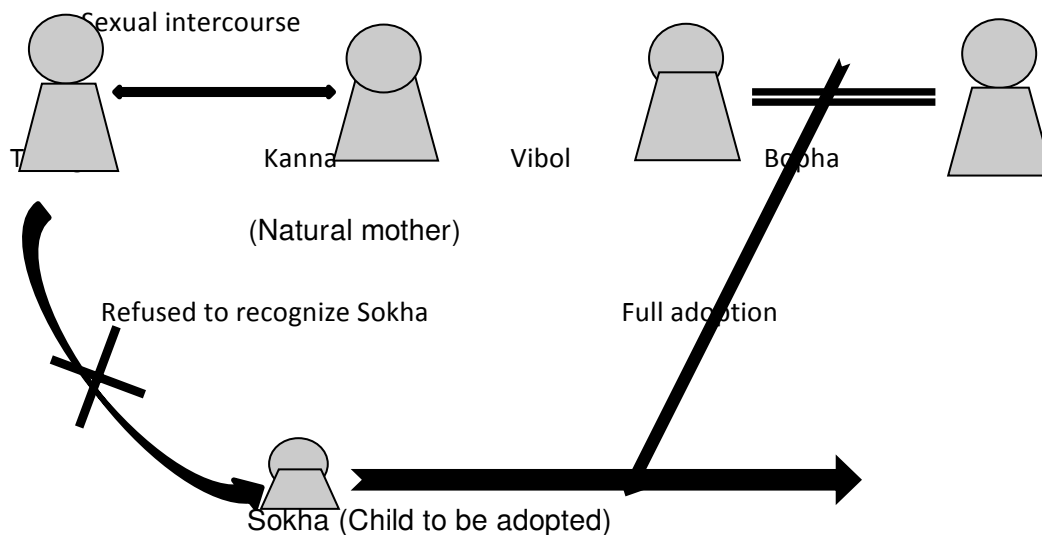 Sexual intercourse
Kanna Vibol Bopha
(Natural mother)
Refused to recognize Sokha Full adoption
Sokha (Child to be adopted)